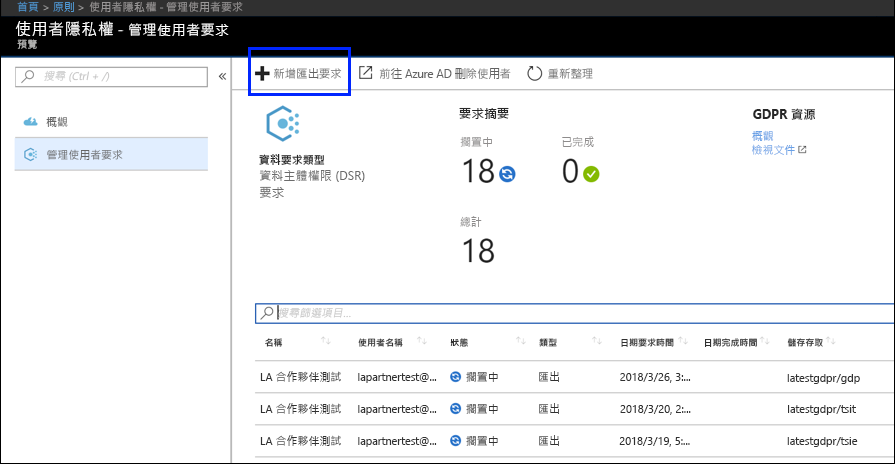 首頁 > 原則 > 使用者隱私權 - 管理使用者要求
使用者隱私權 - 管理使用者要求
預覽
搜尋 (Ctrl + /)
«
概觀
管理使用者要求
新增匯出要求
前往 Azure AD 刪除使用者
重新整理
資料要求類型
資料主體權限 (DSR)
要求
要求摘要
擱置中
18
已完成
0
總計
18
GDPR 資源
概觀
檢視文件
搜尋篩選項目...
名稱 使用者名稱 狀態 類型 日期要求時間 日期完成時間 儲存存取
LA 合作夥伴測試 lapartnertest@... 擱置中 匯出 2018/3/26, 3:... latestgdpr/gdp
LA 合作夥伴測試 lapartnertest@... 擱置中 匯出 2018/3/20, 2:... latestgdpr/tsit
LA 合作夥伴測試 lapartnertest@... 擱置中 匯出 2018/3/19, 5:... latestgdpr/tsie